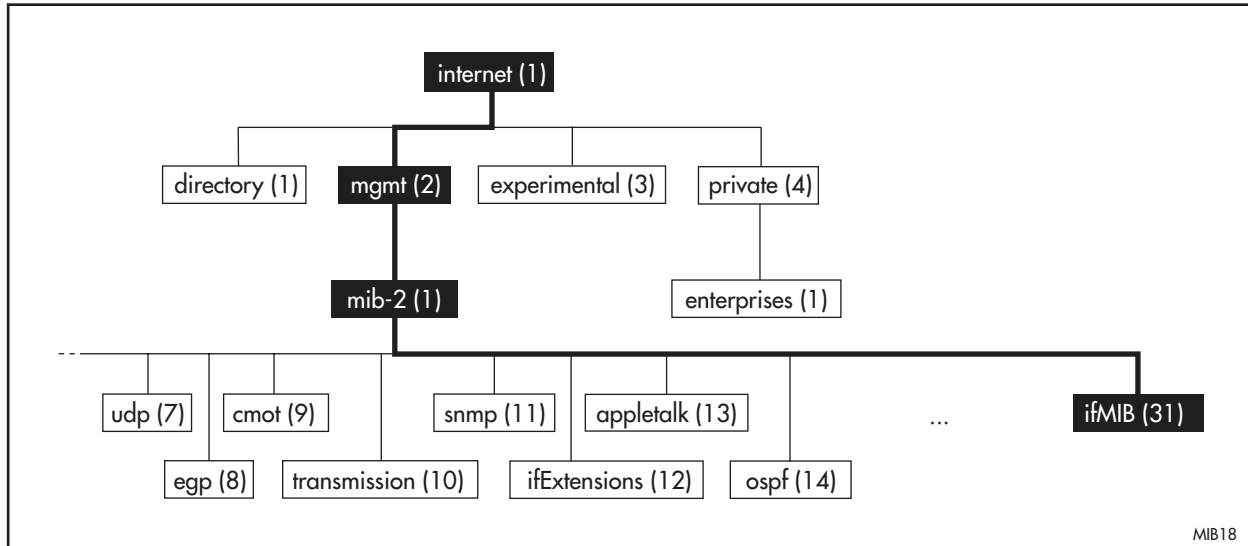 internet (1)
directory (1) mgmt (2) experimental (3) private (4)
mib-2 (1) enterprises (1)
udp (7) cmot (9) snmp (11) appletalk (13) ... ifMIB (31)
egp (8) transmission (10) ifExtensions (12) ospf (14)
MIB18